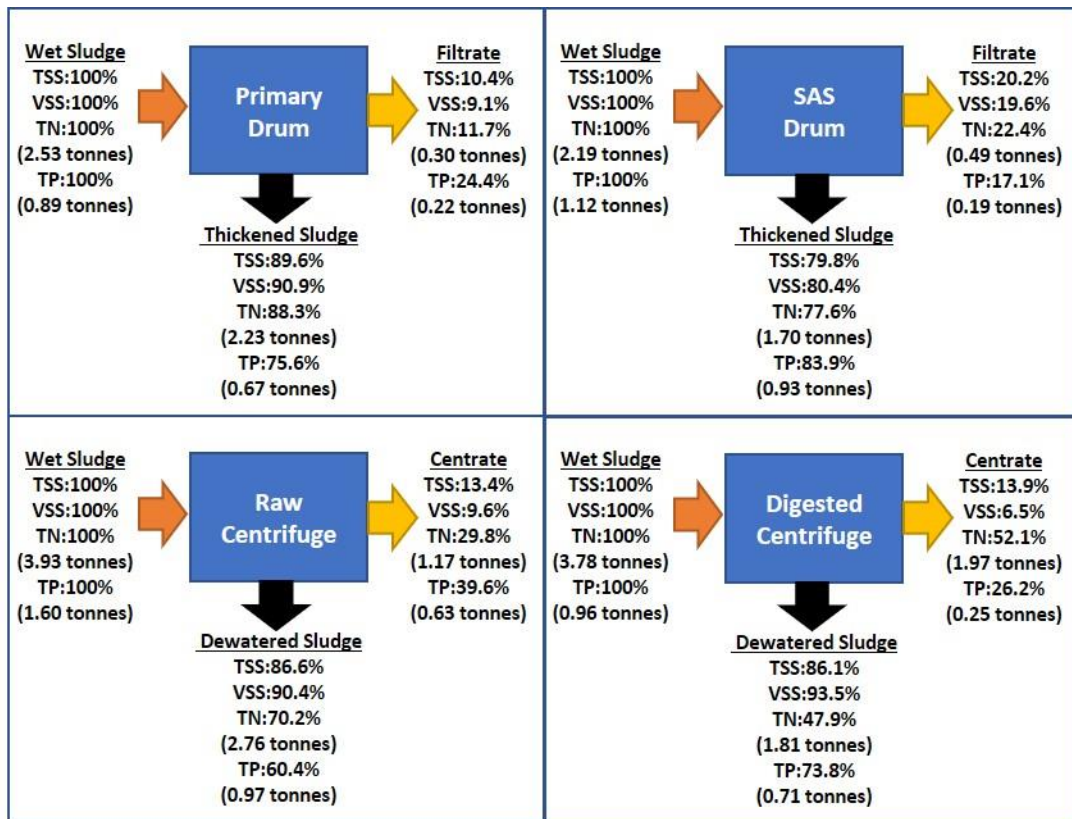 Wet Sludge
TSS:100%
VSS:100%
TN:100%
(2.53 tonnes)
TP:100%
(0.89 tonnes)
Primary
Drum
Filtrate
TSS:10.4%
VSS:9.1%
TN:11.7%
(0.30 tonnes)
TP:24.4%
(0.22 tonnes)
Thickened Sludge
TSS:89.6%
VSS:90.9%
TN:88.3%
(2.23 tonnes)
TP:75.6%
(0.67 tonnes)
Wet Sludge
TSS:100%
VSS:100%
TN:100%
(2.19 tonnes)
TP:100%
(1.12 tonnes)
SAS
Drum
Filtrate
TSS:20.2%
VSS:19.6%
TN:22.4%
(0.49 tonnes)
TP:17.1%
(0.19 tonnes)
Thickened Sludge
TSS:79.8%
VSS:80.4%
TN:77.6%
(1.70 tonnes)
TP:83.9%
(0.93 tonnes)
Wet Sludge
TSS:100%
VSS:100%
TN:100%
(3.93 tonnes)
TP:100%
(1.60 tonnes)
Raw
Centrifuge
Centrate
TSS:13.4%
VSS:9.6%
TN:29.8%
(1.17 tonnes)
TP:39.6%
(0.63 tonnes)
Dewatered Sludge
TSS:86.6%
VSS:90.4%
TN:70.2%
(2.76 tonnes)
TP:60.4%
(0.97 tonnes)
Wet Sludge
TSS:100%
VSS:100%
TN:100%
(3.78 tonnes)
TP:100%
(0.96 tonnes)
Digested
Centrifuge
Centrate
TSS:13.9%
VSS:6.5%
TN:52.1%
(1.97 tonnes)
TP:26.2%
(0.25 tonnes)
Dewatered Sludge
TSS:86.1%
VSS:93.5%
TN:47.9%
(1.81 tonnes)
TP:73.8%
(0.71 tonnes)